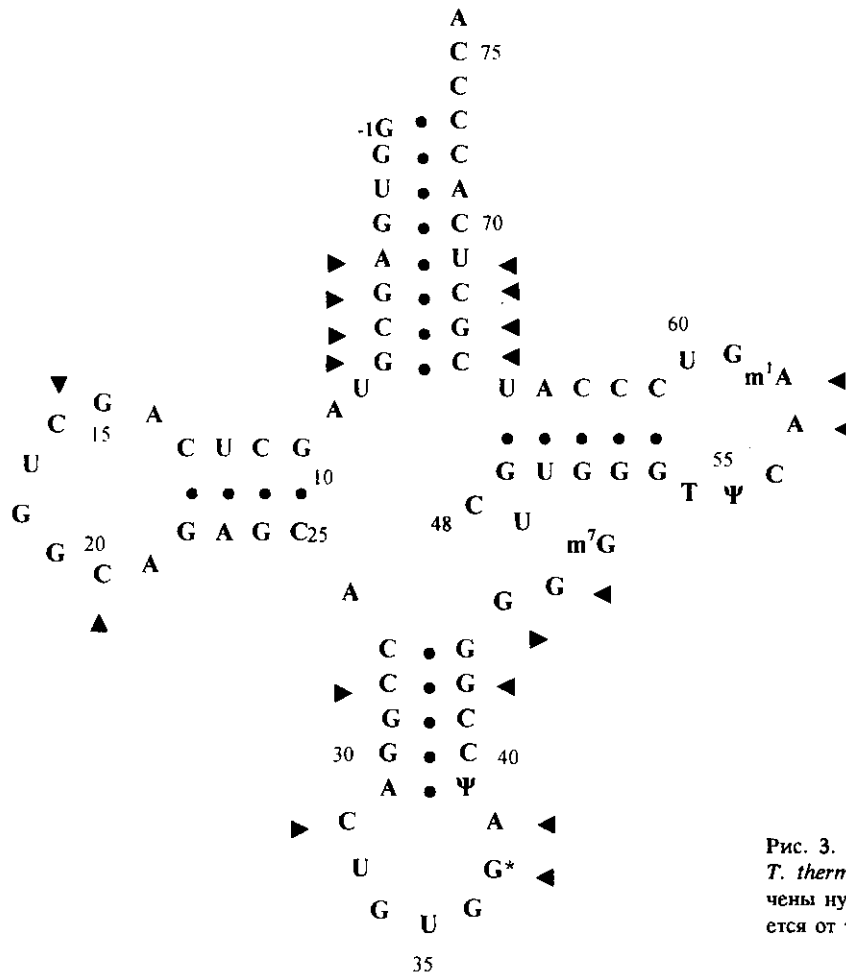 A
C 75
C
-1G C
G C
U A
G C 70
A U
G C
C G
G C
60
U G m¹A
U U A C C C
A
C G A A
15
U C U C G 10
55
G U G G G T Ψ C
G C 48 U
G 20 C A G A G C25
m⁷G
G
A G
C G
C G
G C
30 G C 40
A Ψ
C A
U G*
G U G
35
Рис. 3.
T. therm
чены ну
ется от